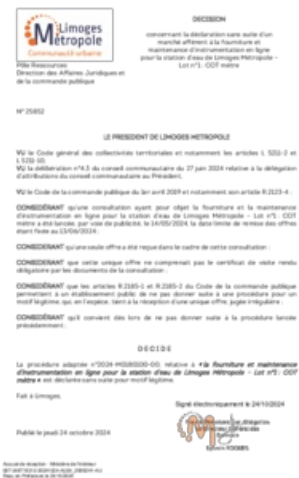 Limoges
Métropole
Communauté urbaine
Pôle Ressources
Direction des Affaires Juridiques et
de la commande publique
DECISION
concernant la déclaration sans suite d'un
marché afférent à la fourniture et
maintenance d'instrumentation en ligne
pour la station d'eau de Limoges Métropole -
Lot n°1 : COT
mètre
N° 25852
LE PRESIDENT DE LIMOGES METROPOLE
VU le Code général des collectivités territoriales et notamment les articles L 5211-2 et
L 5211-10,
VU la délibération n°4.3 du conseil communautaire du 27 juin 2024 relative à la délégation
d'attributions du conseil communautaire au Président,
VU le Code de la commande publique du 1er avril 2019 et notamment son article R 2123-4 ;
CONSIDÉRANT qu'une consultation ayant pour objet la fourniture et la maintenance
d'instrumentation en ligne pour la station d'eau de Limoges Métropole - Lot n°1 : COT
mètre a été lancée, par voie de publicité, le 14/05/2024, la date limite de remise des offres
étant fixée au 13/06/2024 ;
CONSIDÉRANT qu'une seule offre a été reçue dans le cadre de cette consultation ;
CONSIDÉRANT que cette unique offre ne comprenait pas le certificat de visite rendu
obligatoire par les documents de la consultation ;
CONSIDÉRANT que les articles R.2185-1 et R.2185-2 du Code de la commande publique
permettent à un établissement public de ne pas donner suite à une procédure pour un
motif légitime, qui, en l'espèce, tient à la réception d'une unique offre, jugée irrégulière ;
CONSIDÉRANT qu'il convient dès lors de ne pas donner suite à la procédure lancée
précédemment ;
D E C I D E
La procédure adaptée relative à « la fourniture et maintenance
d'instrumentation en ligne pour la station d'eau de Limoges Métropole - Lot n°1 : COT
mètre » est déclarée sans suite pour motif légitime.
Fait à Limoges,
Signé électroniquement le 24/10/2024
Publié le jeudi 24 octobre 2024
Accusé de réception - Ministère de l'Intérieur